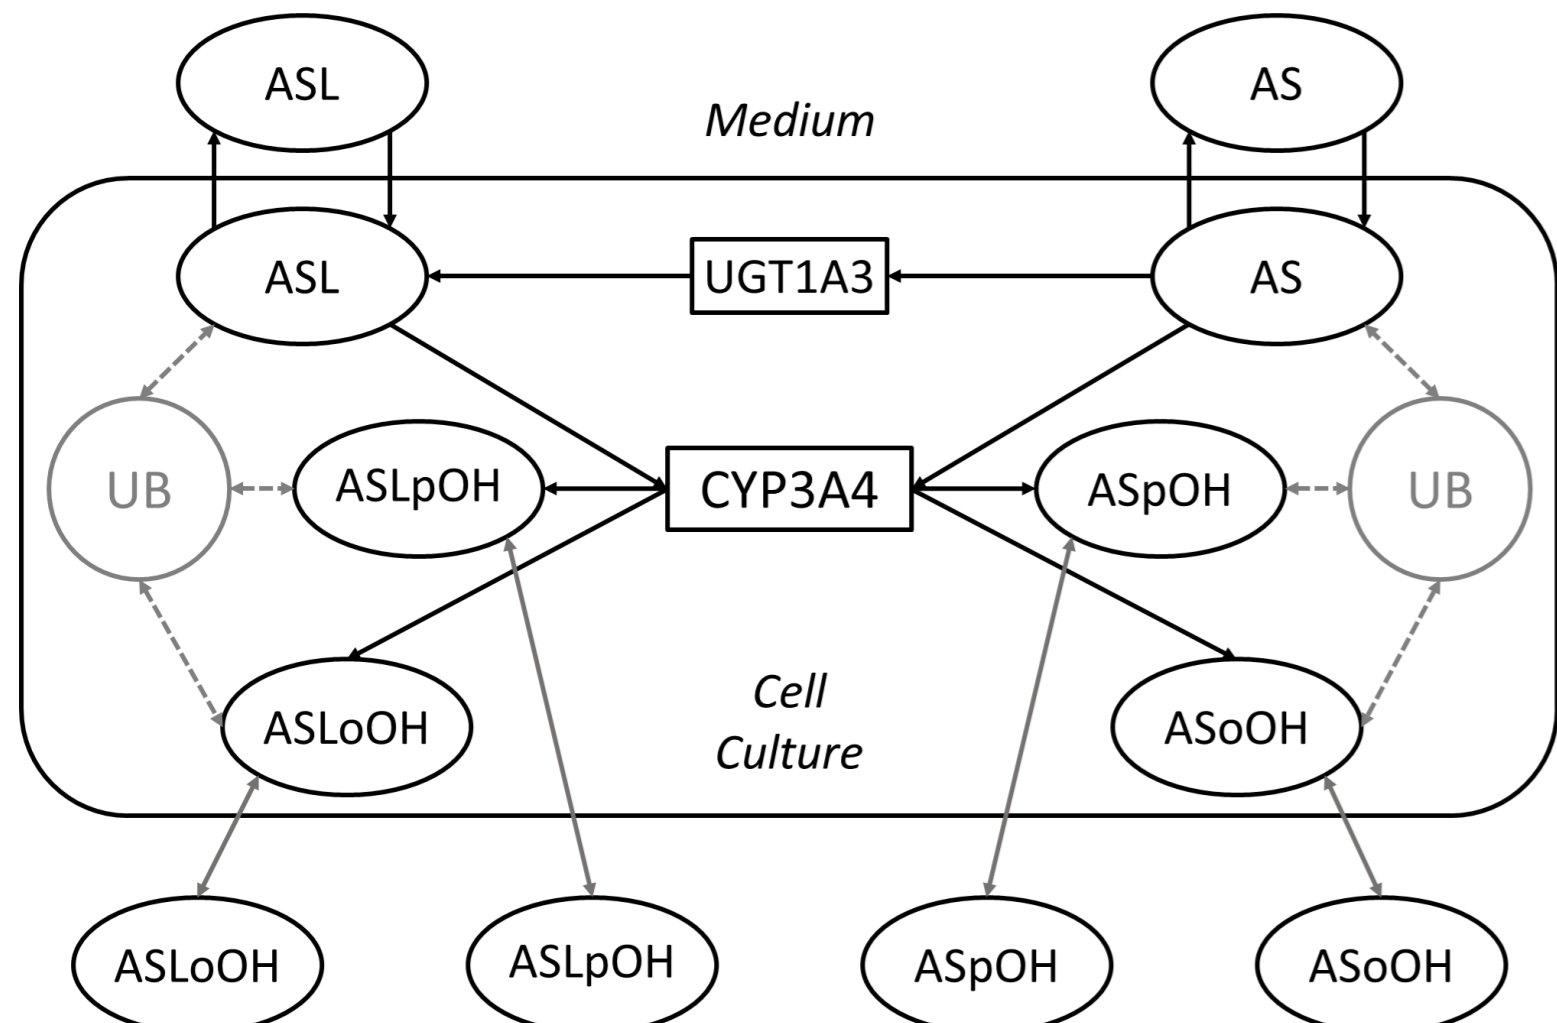 ASL
AS
Medium
ASL
UGT1A3
AS
UB
ASLpOH
CYP3A4
ASpOH
UB
ASLoOH
Cell
Culture
ASoOH
ASLoOH
ASLpOH
ASpOH
ASoOH